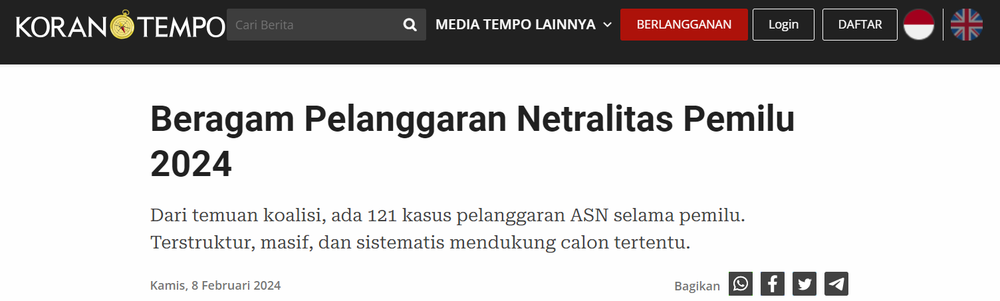 KORAN TEMPO
Cari Berita
MEDIA TEMPO LAINNYA
BERLANGGANAN
Login
DAFTAR
Beragam Pelanggaran Netralitas Pemilu
2024
Dari temuan koalisi, ada 121 kasus pelanggaran ASN selama pemilu.
Terstruktur, masif, dan sistematis mendukung calon tertentu.
Kamis, 8 Februari 2024
Bagikan